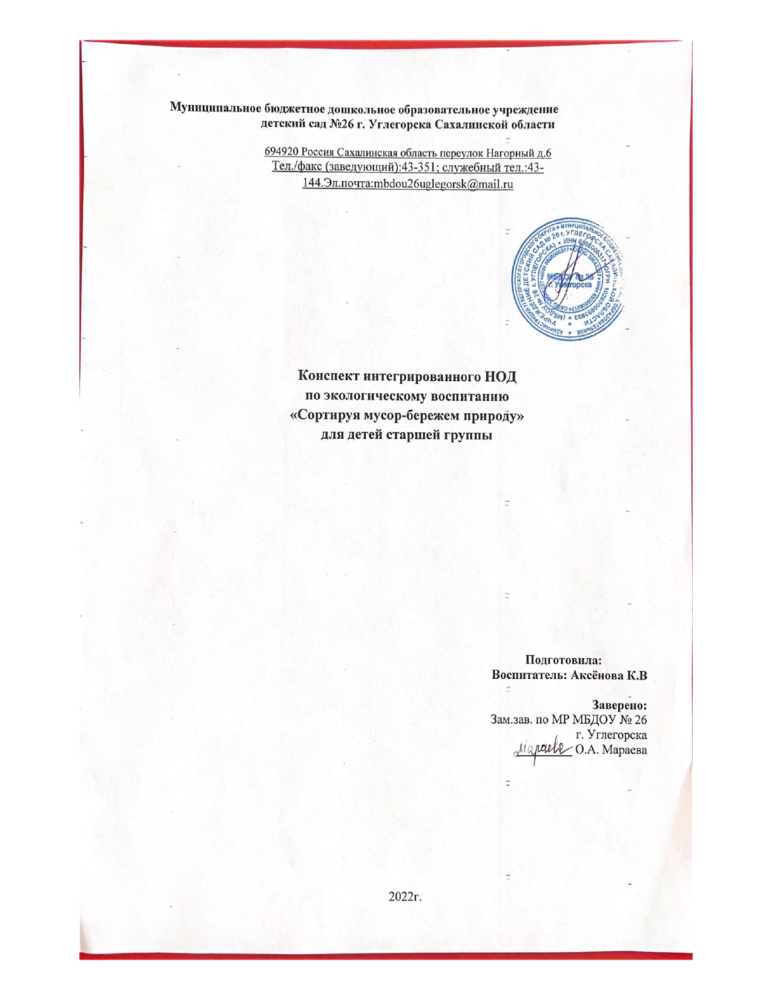 Муниципальное бюджетное дошкольное образовательное учреждение
детский сад №26 г. Углегорска Сахалинской области
694920 Россия Сахалинская область переулок Нагорный д.6
Тел./факс (заведующий):43-351; служебный тел.:43-
144.Эл.почта:mbdou26uglegorsk@mail.ru
МБДОУ № 26
г. Углегорска
Конспект интегрированного НОД
по экологическому воспитанию
«Сортируя мусор-бережем природу»
для детей старшей группы
Подготовила:
Воспитатель: Аксёнова К.В
Заверено:
Зам.зав. по МР МБДОУ № 26
г. Углегорска
Мараева О.А. Мараева
2022г.